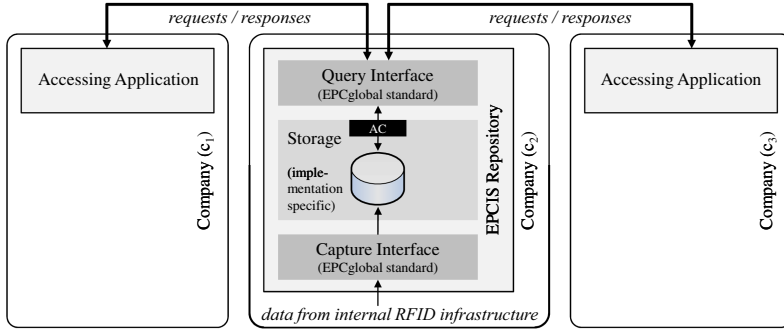 requests / responses
requests / responses
Accessing Application
Company (c1)
Query Interface
(EPCglobal standard)
AC
Storage
(imple-
mentation
specific)
Capture Interface
(EPCglobal standard)
EPCIS Repository
Company (c2)
data from internal RFID infrastructure
Accessing Application
Company (c3)